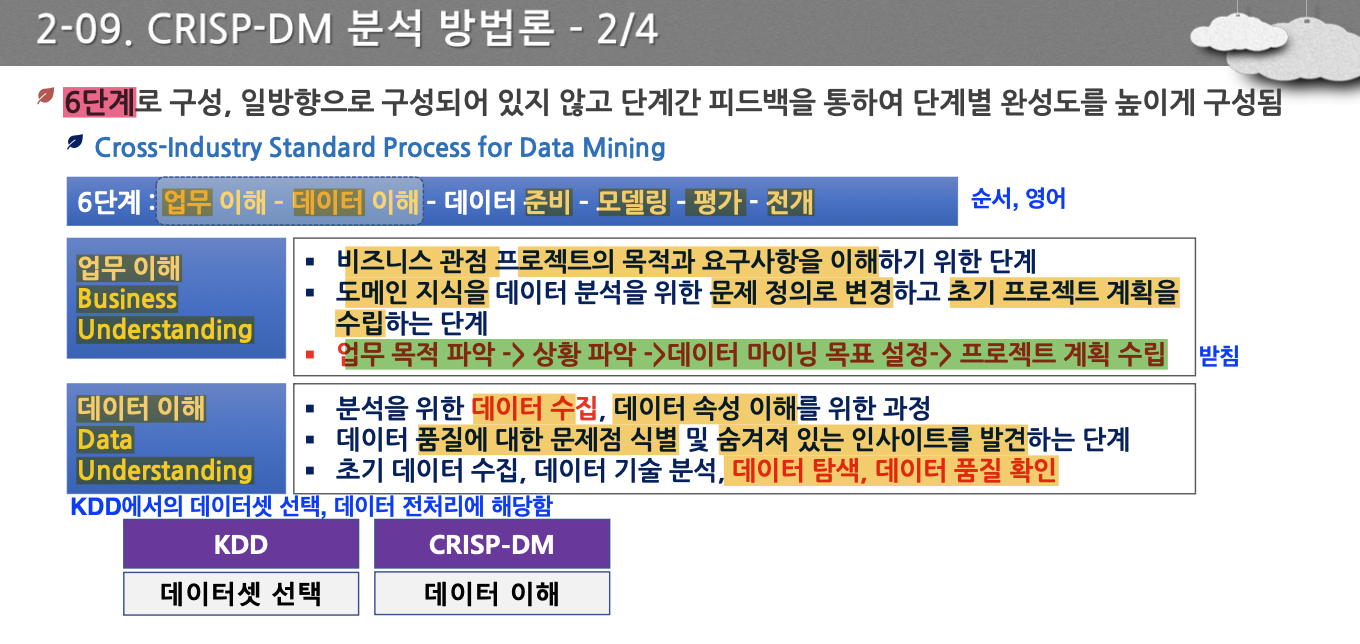 2-09. CRISP-DM 분석 방법론 - 2/4
6단계로 구성, 일방향으로 구성되어 있지 않고 단계간 피드백을 통하여 단계별 완성도를 높이게 구성됨
Cross-Industry Standard Process for Data Mining
6단계 : 업무 이해 - 데이터 이해 - 데이터 준비 - 모델링 - 평가 - 전개
순서, 영어
업무 이해
Business
Understanding
비즈니스 관점 프로젝트의 목적과 요구사항을 이해하기 위한 단계
도메인 지식을 데이터 분석을 위한 문제 정의로 변경하고 초기 프로젝트 계획을
수립하는 단계
업무 목적 파악 -> 상황 파악 ->데이터 마이닝 목표 설정-> 프로젝트 계획 수립
받침
데이터 이해
Data
Understanding
분석을 위한 데이터 수집, 데이터 속성 이해를 위한 과정
데이터 품질에 대한 문제점 식별 및 숨겨져 있는 인사이트를 발견하는 단계
초기 데이터 수집, 데이터 기술 분석, 데이터 탐색, 데이터 품질 확인
KDD에서의 데이터셋 선택, 데이터 전처리에 해당함
KDD
CRISP-DM
데이터셋 선택
데이터 이해